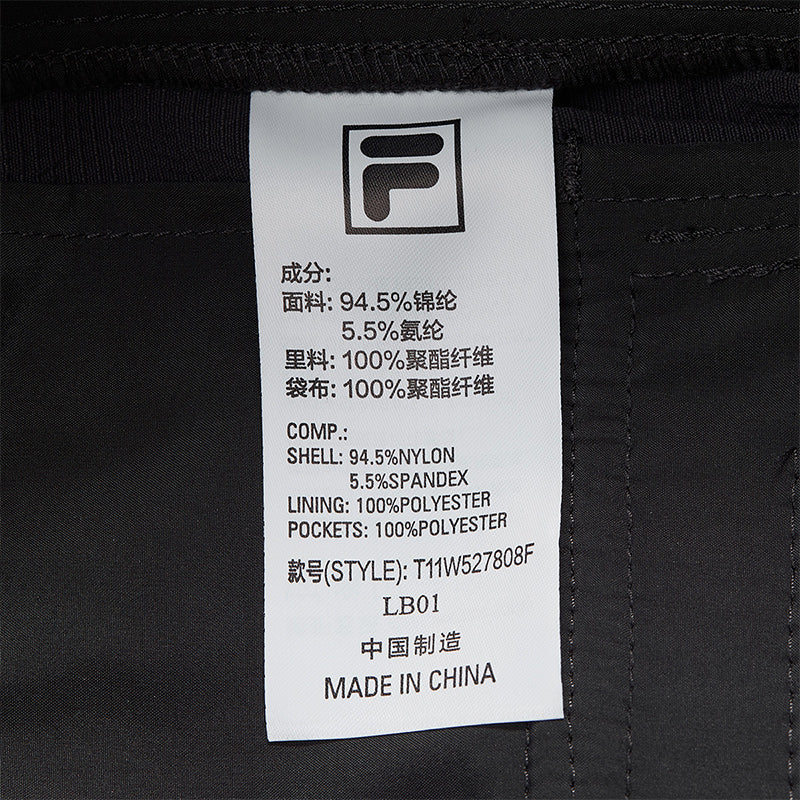 F
成分:
面料: 94.5%锦纶
5.5%氨纶
里料: 100%聚酯纤维
袋布: 100%聚酯纤维
COMP.:
SHELL: 94.5%NYLON
5.5%SPANDEX
LINING: 100%POLYESTER
POCKETS: 100%POLYESTER
款号(STYLE): T11W527808F
LB01
中国制造
MADE IN CHINA